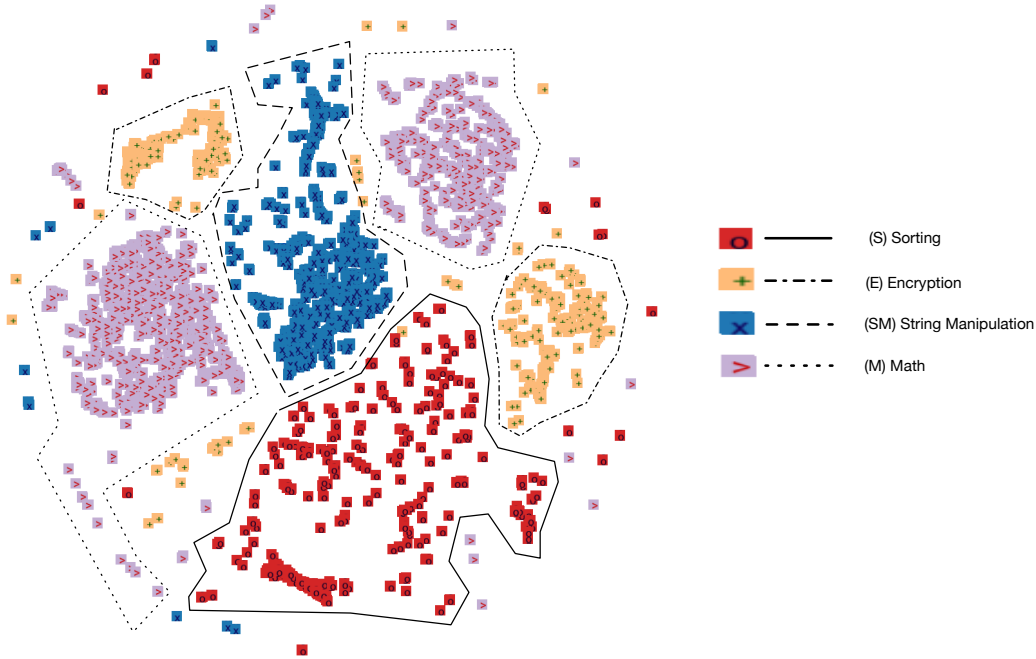 (S) Sorting
(E) Encryption
(SM) String Manipulation
(M) Math